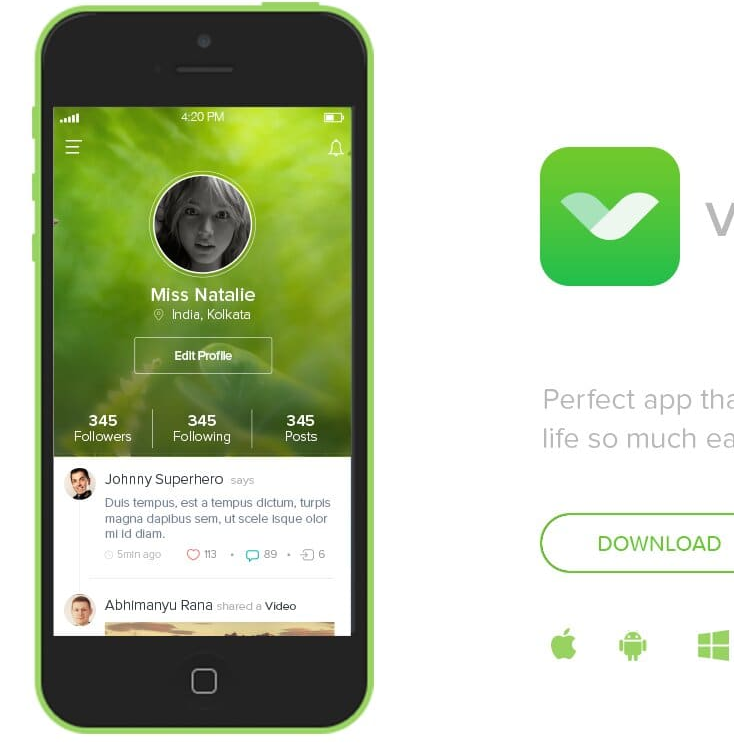 4:20 PM
Miss Natalie
India, Kolkata
Edit Profile
345
Followers
345
Following
345
Posts
Johnny Superhero says
Duis tempus, est a tempus dictum, turpis
magna dapibus sem, ut scele isque olor
mi id diam.
5min ago 113 • 89 • 6
Abhimanyu Rana shared a Video
V
Perfect app tha
life so much ea
DOWNLOAD